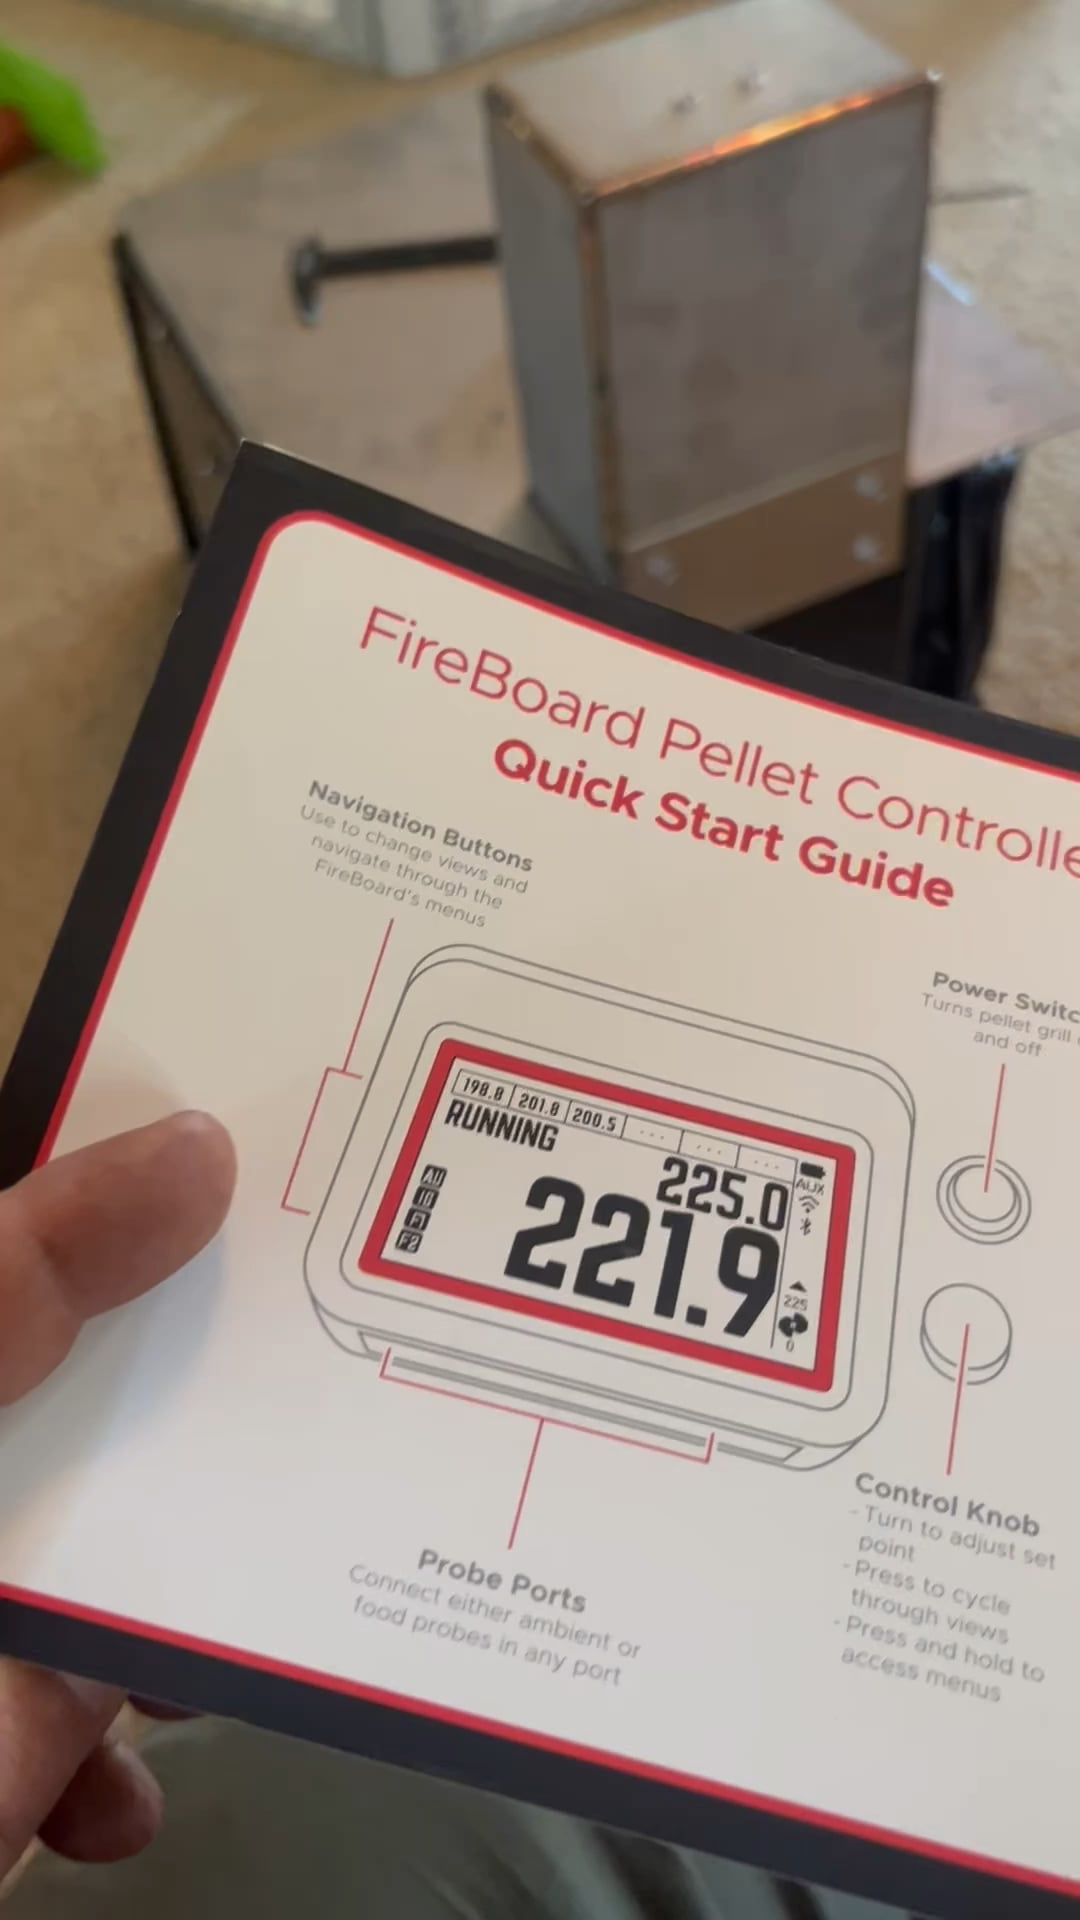 FireBoard Pellet Controlle
Quick Start Guide
Navigation Buttons
Use to change views and
navigate through the
FireBoard's menus
Power Switc
Turns pellet grill
and off
198.8 201.8 200.5 ... ... ...
RUNNING
225.0
221.9
AUX
225
0
F2
Control Knob
- Turn to adjust set
point
- Press to cycle
through views
- Press and hold to
access menus
Probe Ports
Connect either ambient or
food probes in any port